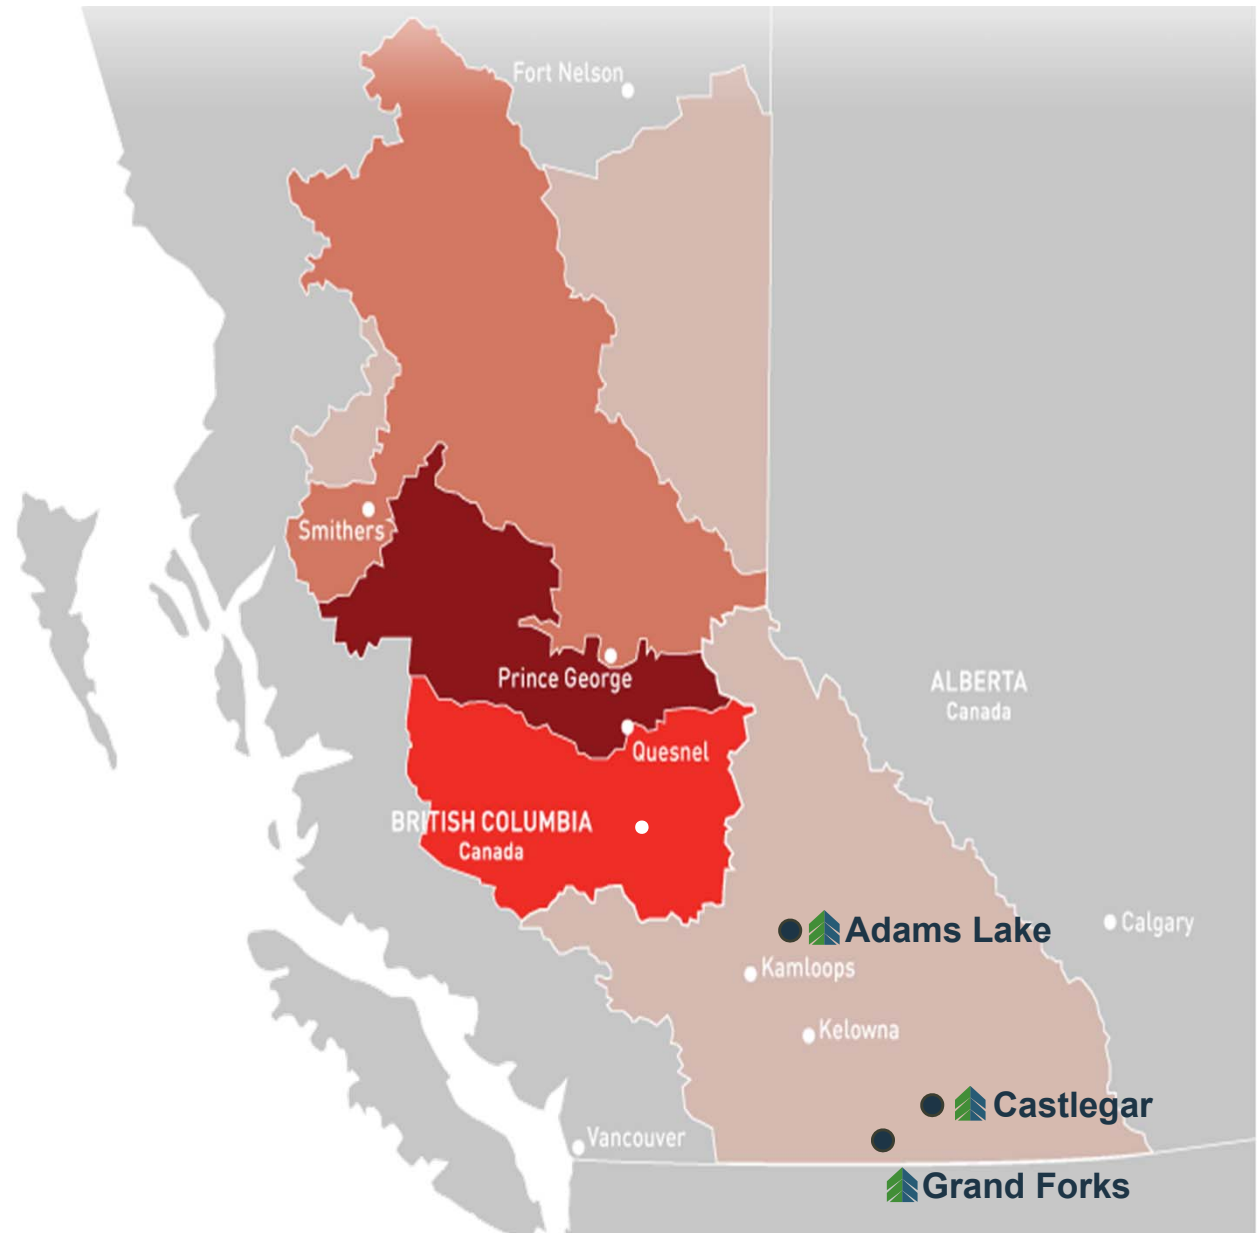 Fort Nelson
Smithers
Prince George
ALBERTA
Canada
Quesnel
BRITISH COLUMBIA
Canada
Adams Lake
Calgary
Kamloops
Kelowna
Castlegar
Vancouver
Grand Forks